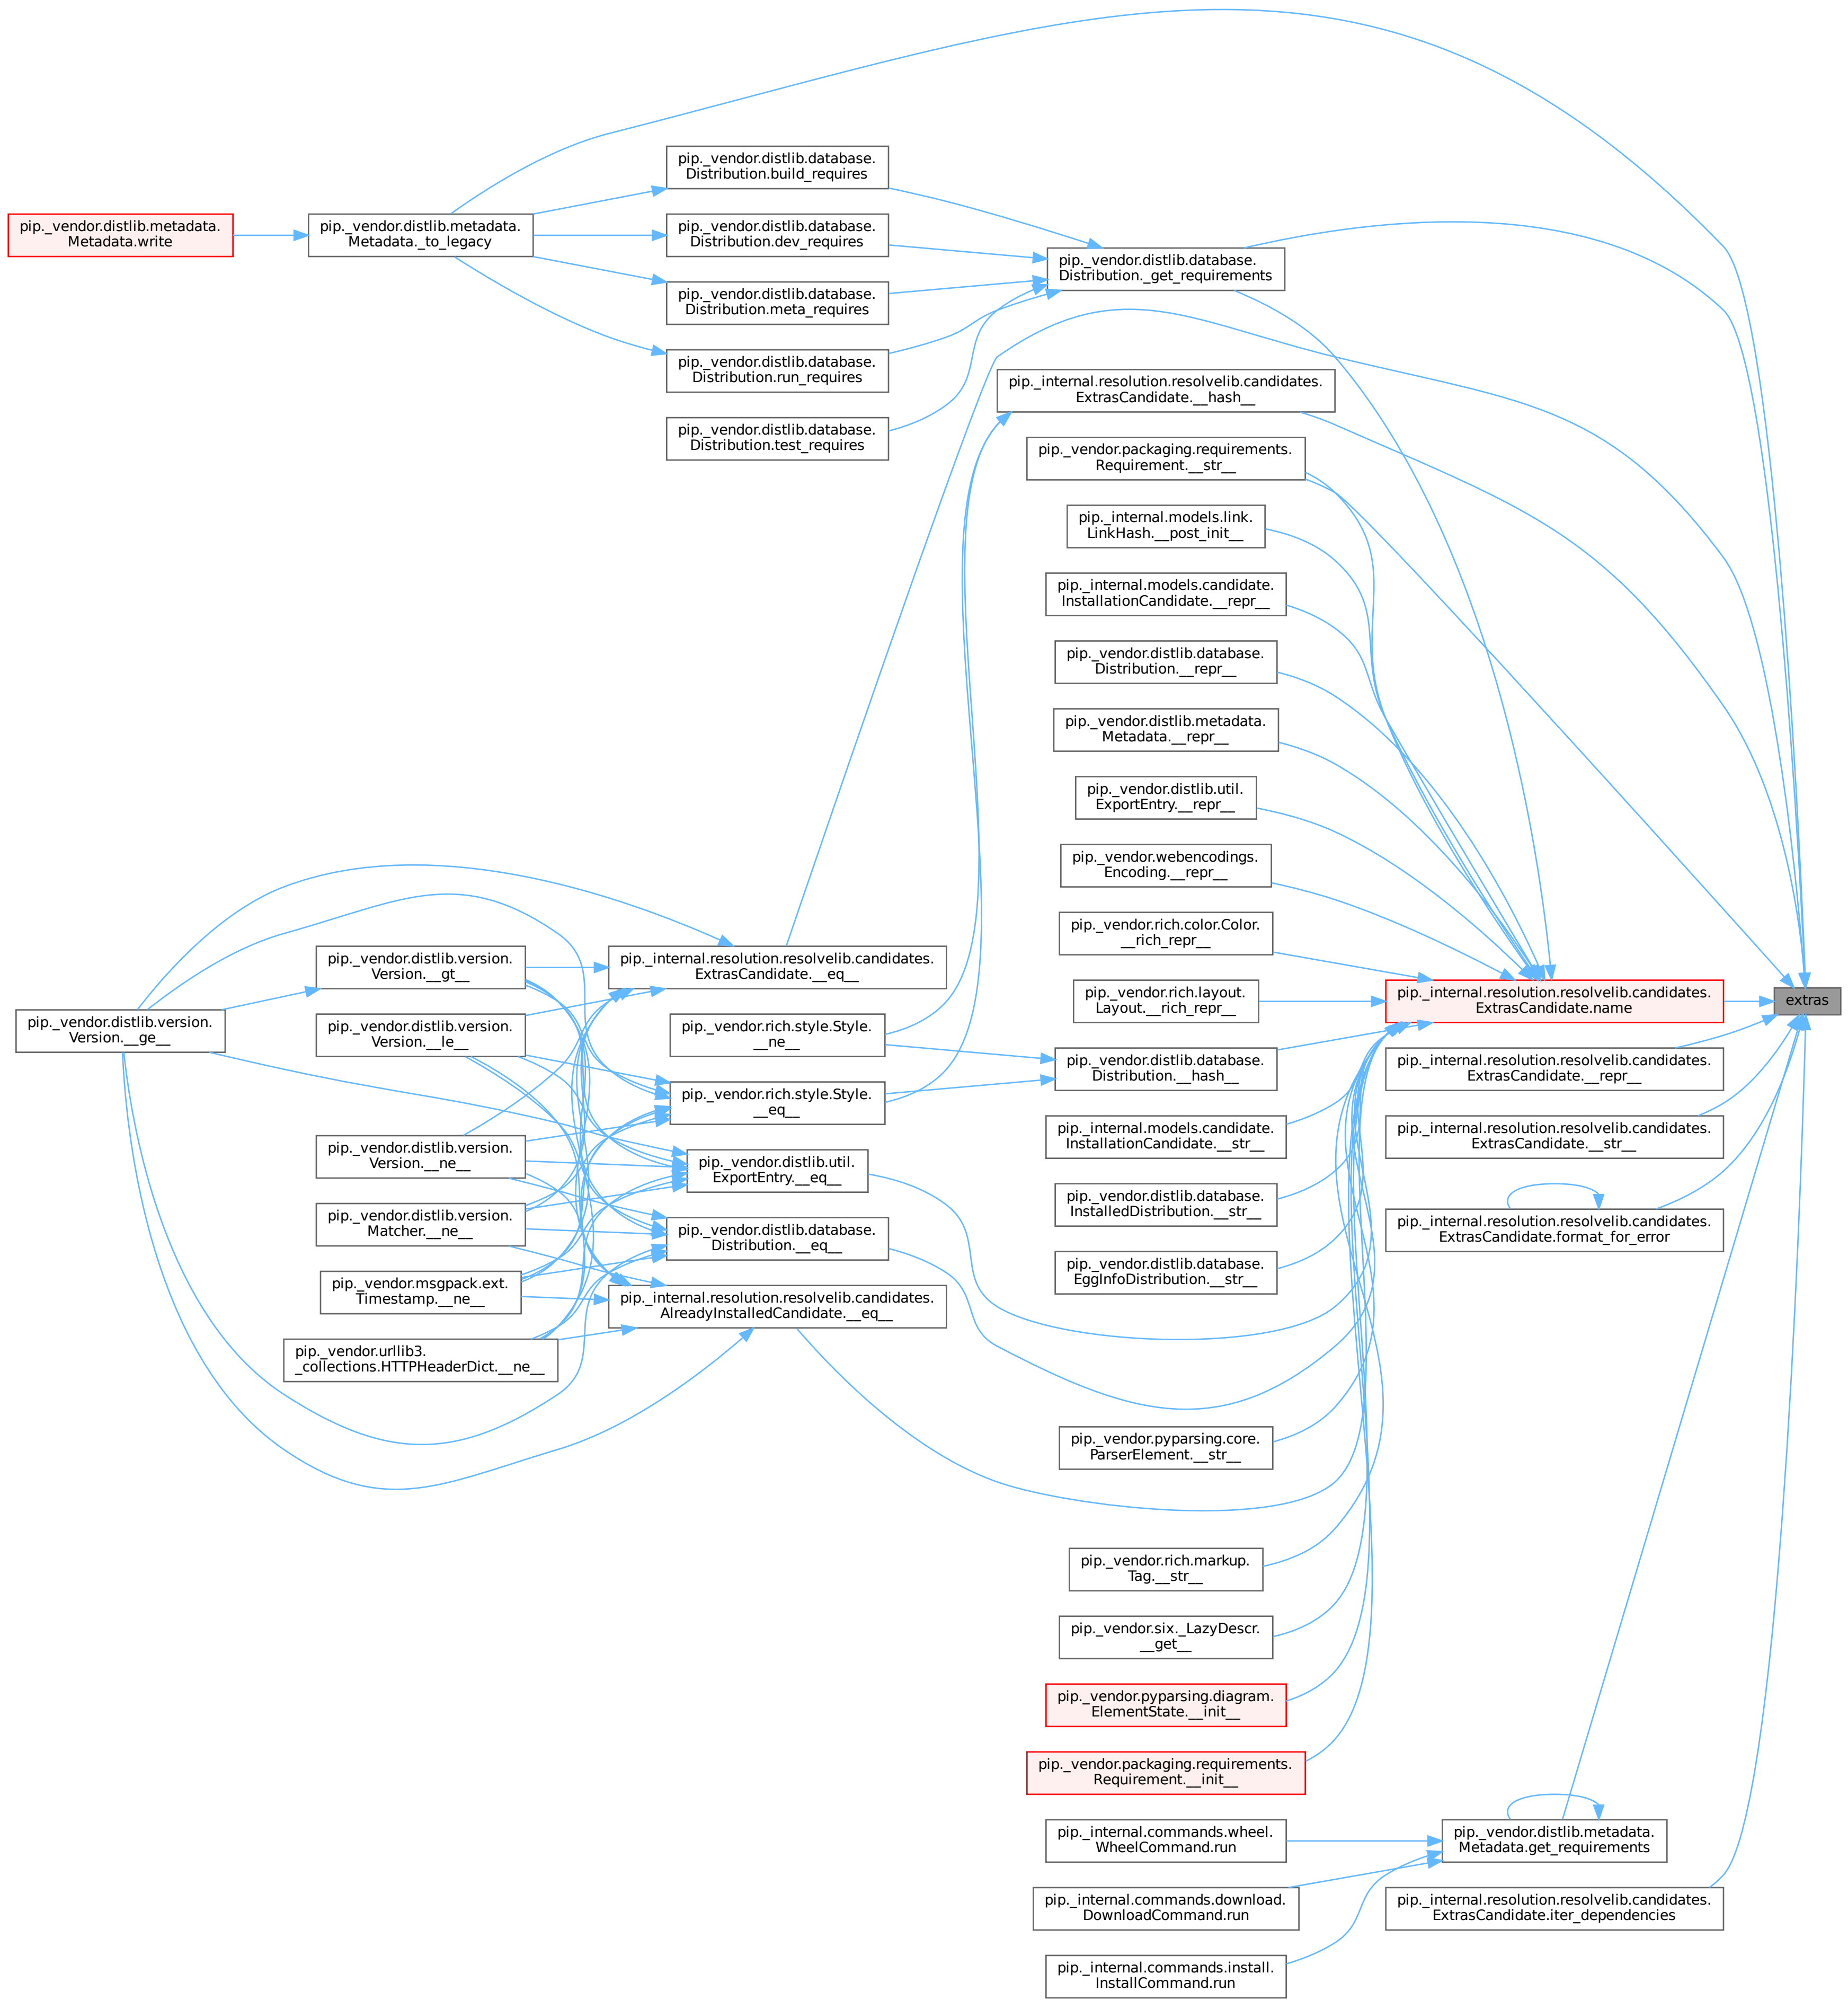 pip._vendor.distlib.metadata.
Metadata.write
pip._vendor.distlib.metadata.
Metadata._to_legacy
pip._vendor.distlib.database.
Distribution.build_requires
pip._vendor.distlib.database.
Distribution.dev_requires
pip._vendor.distlib.database.
Distribution.meta_requires
pip._vendor.distlib.database.
Distribution.run_requires
pip._vendor.distlib.database.
Distribution.test_requires
pip._vendor.distlib.database.
Distribution._get_requirements
pip._internal.resolution.resolvelib.candidates.
ExtrasCandidate.__hash__
pip._vendor.packaging.requirements.
Requirement.__str__
pip._internal.models.link.
LinkHash.__post_init__
pip._internal.models.candidate.
InstallationCandidate.__repr__
pip._vendor.distlib.database.
Distribution.__repr__
pip._vendor.distlib.metadata.
Metadata.__repr__
pip._vendor.distlib.util.
ExportEntry.__repr__
pip._vendor.webencodings.
Encoding.__repr__
pip._vendor.rich.color.Color.
__rich_repr__
pip._vendor.rich.layout.
Layout.__rich_repr__
pip._vendor.distlib.database.
Distribution.__hash__
pip._internal.models.candidate.
InstallationCandidate.__str__
pip._vendor.distlib.database.
InstalledDistribution.__str__
pip._vendor.distlib.database.
EggInfoDistribution.__str__
pip._vendor.pyparsing.core.
ParserElement.__str__
pip._vendor.rich.markup.
Tag.__str__
pip._vendor.six._LazyDescr.
__get__
pip._vendor.pyparsing.diagram.
ElementState.__init__
pip._vendor.packaging.requirements.
Requirement.__init__
pip._internal.commands.wheel.
WheelCommand.run
pip._internal.commands.download.
DownloadCommand.run
pip._internal.commands.install.
InstallCommand.run
pip._vendor.distlib.version.
Version.__ge__
pip._vendor.distlib.version.
Version.__gt__
pip._vendor.distlib.version.
Version.__le__
pip._vendor.distlib.version.
Version.__ne__
pip._vendor.distlib.version.
Matcher.__ne__
pip._vendor.msgpack.ext.
Timestamp.__ne__
pip._vendor.urllib3.
_collections.HTTPHeaderDict.__ne__
pip._internal.resolution.resolvelib.candidates.
ExtrasCandidate.__eq__
pip._vendor.rich.style.Style.
__ne__
pip._vendor.rich.style.Style.
__eq__
pip._vendor.distlib.util.
ExportEntry.__eq__
pip._vendor.distlib.database.
Distribution.__eq__
pip._internal.resolution.resolvelib.candidates.
AlreadyInstalledCandidate.__eq__
pip._internal.resolution.resolvelib.candidates.
ExtrasCandidate.name
pip._internal.resolution.resolvelib.candidates.
ExtrasCandidate.__repr__
pip._internal.resolution.resolvelib.candidates.
ExtrasCandidate.__str__
pip._internal.resolution.resolvelib.candidates.
ExtrasCandidate.format_for_error
pip._vendor.distlib.metadata.
Metadata.get_requirements
pip._internal.resolution.resolvelib.candidates.
ExtrasCandidate.iter_dependencies
extras